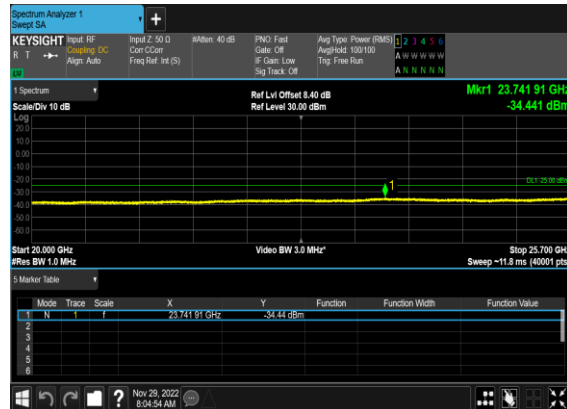 Spectrum Analyzer 1
Swept SA
+
KEYSIGHT Input: RF Input Z: 50 Ω #Atten: 40 dB PNO: Fast Avg Type: Power (RMS) 1 2 3 4 5 6
R T Coupling: DC Corr CCorr Gate: Off Avg|Hold: 100/100 A W W W W W
Align: Auto Freq Ref: Int (S) IF Gain: Low Trig: Free Run
Sig Track: Off A N N N N N
1 Spectrum Ref Lvl Offset 8.40 dB Mkr1 23.741 91 GHz
Scale/Div 10 dB Ref Level 30.00 dBm -34.441 dBm
Log
20.0
10.0
0.00
-10.0
-20.0
DL1 -25.00 dBm
1
-30.0
-40.0
-50.0
-60.0
Start 20.000 GHz Video BW 3.0 MHz* Stop 25.700 GHz
#Res BW 1.0 MHz Sweep ~11.8 ms (40001 pts)
5 Marker Table
Mode Trace Scale X Y Function Function Width Function Value
1 N 1 f 23.741 91 GHz -34.44 dBm
2
3
4
5
6
? Nov 29, 2022
8:04:54 AM